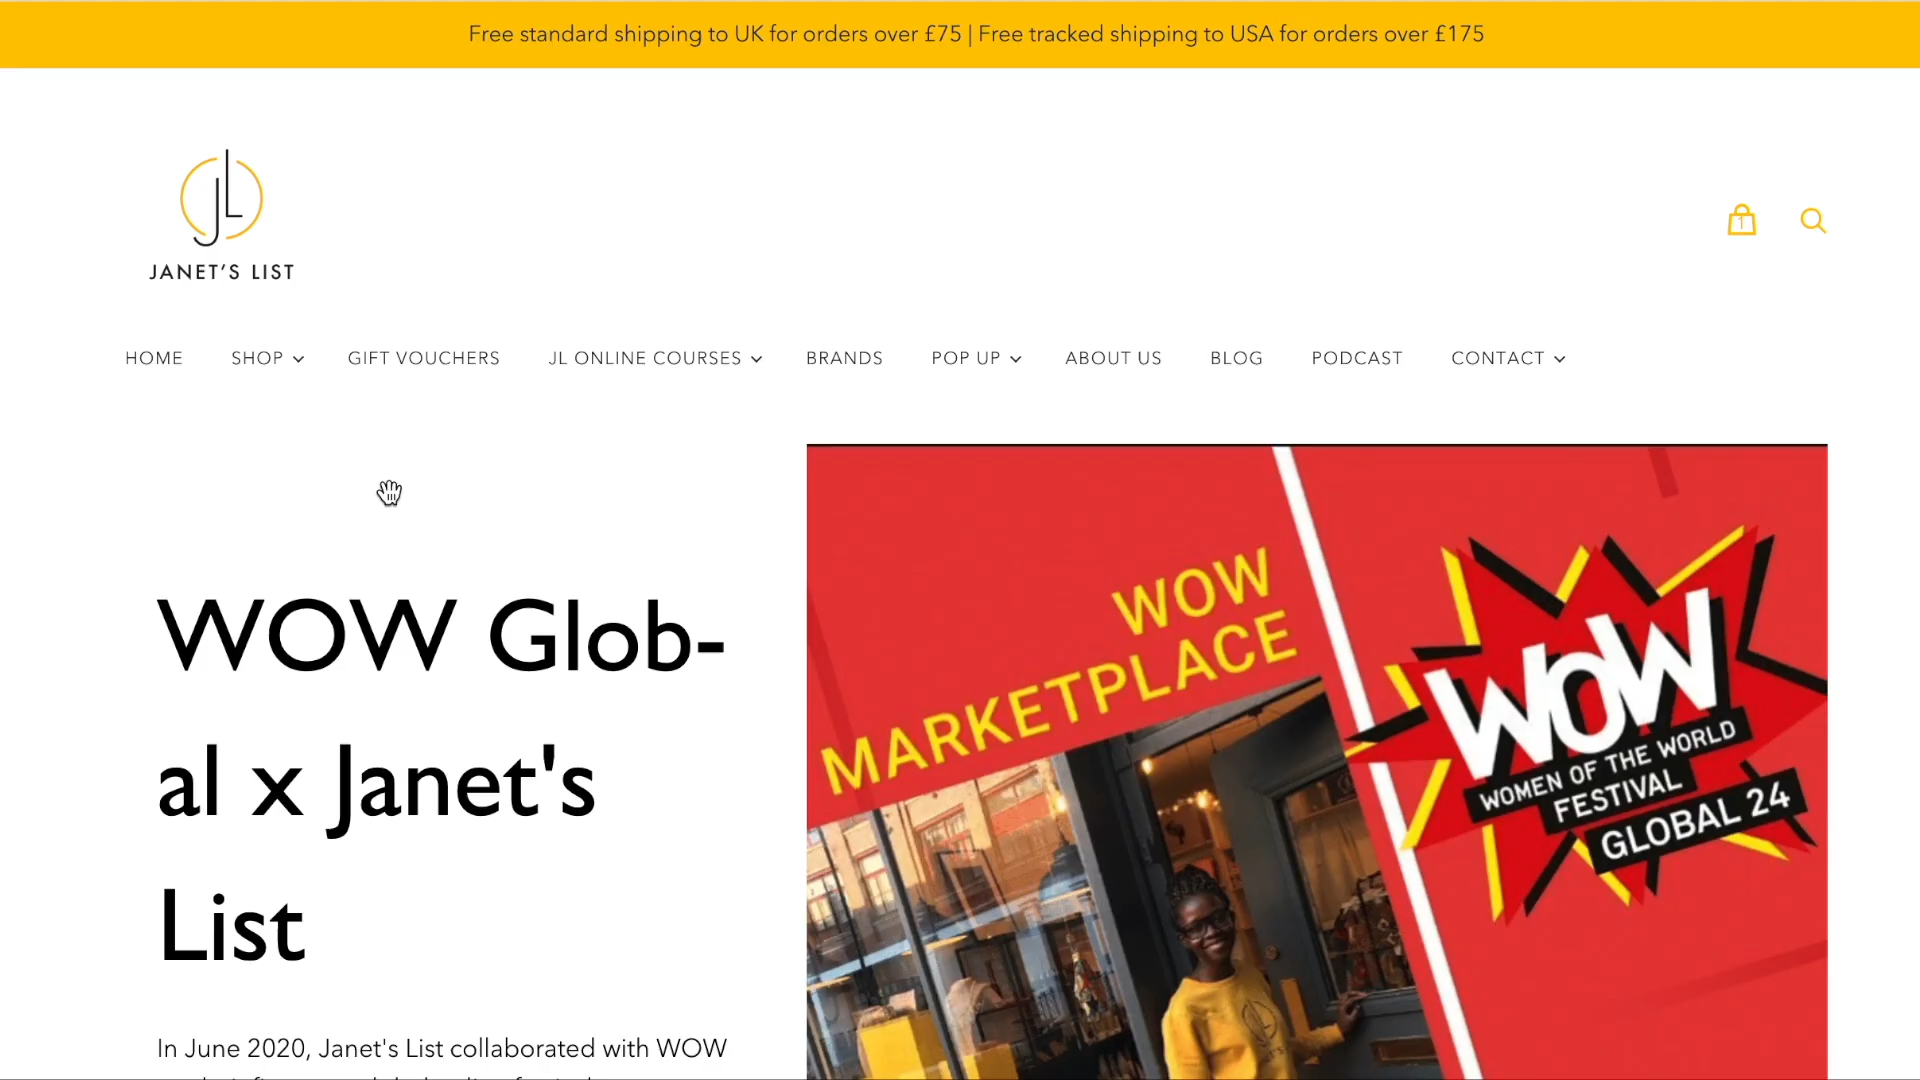 Free standard shipping to UK for orders over £75 | Free tracked shipping to USA for orders over £175
JL
JANET'S LIST
1
HOME SHOP GIFT VOUCHERS JL ONLINE COURSES BRANDS POP UP ABOUT US BLOG PODCAST CONTACT
WOW Glob-
al x Janet's
List
In June 2020, Janet's List collaborated with WOW
WOW
MARKETPLACE
WOW
WOMEN OF THE WORLD
FESTIVAL
GLOBAL 24